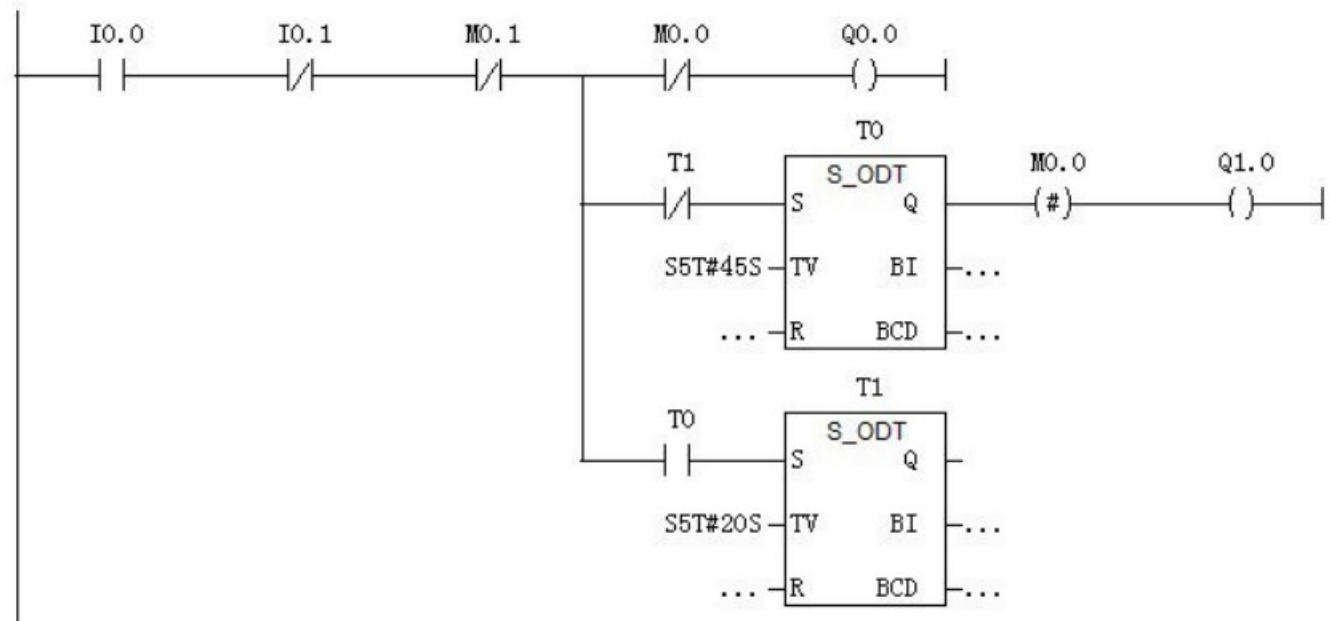 I0.0 I0.1 M0.1 M0.0 Q0.0
T0
T1 S_ODT M0.0 Q1.0
S Q (#)
S5T#45S TV BI ...
... R BCD ...
T1
T0 S_ODT
S Q
S5T#20S TV BI ...
... R BCD ...